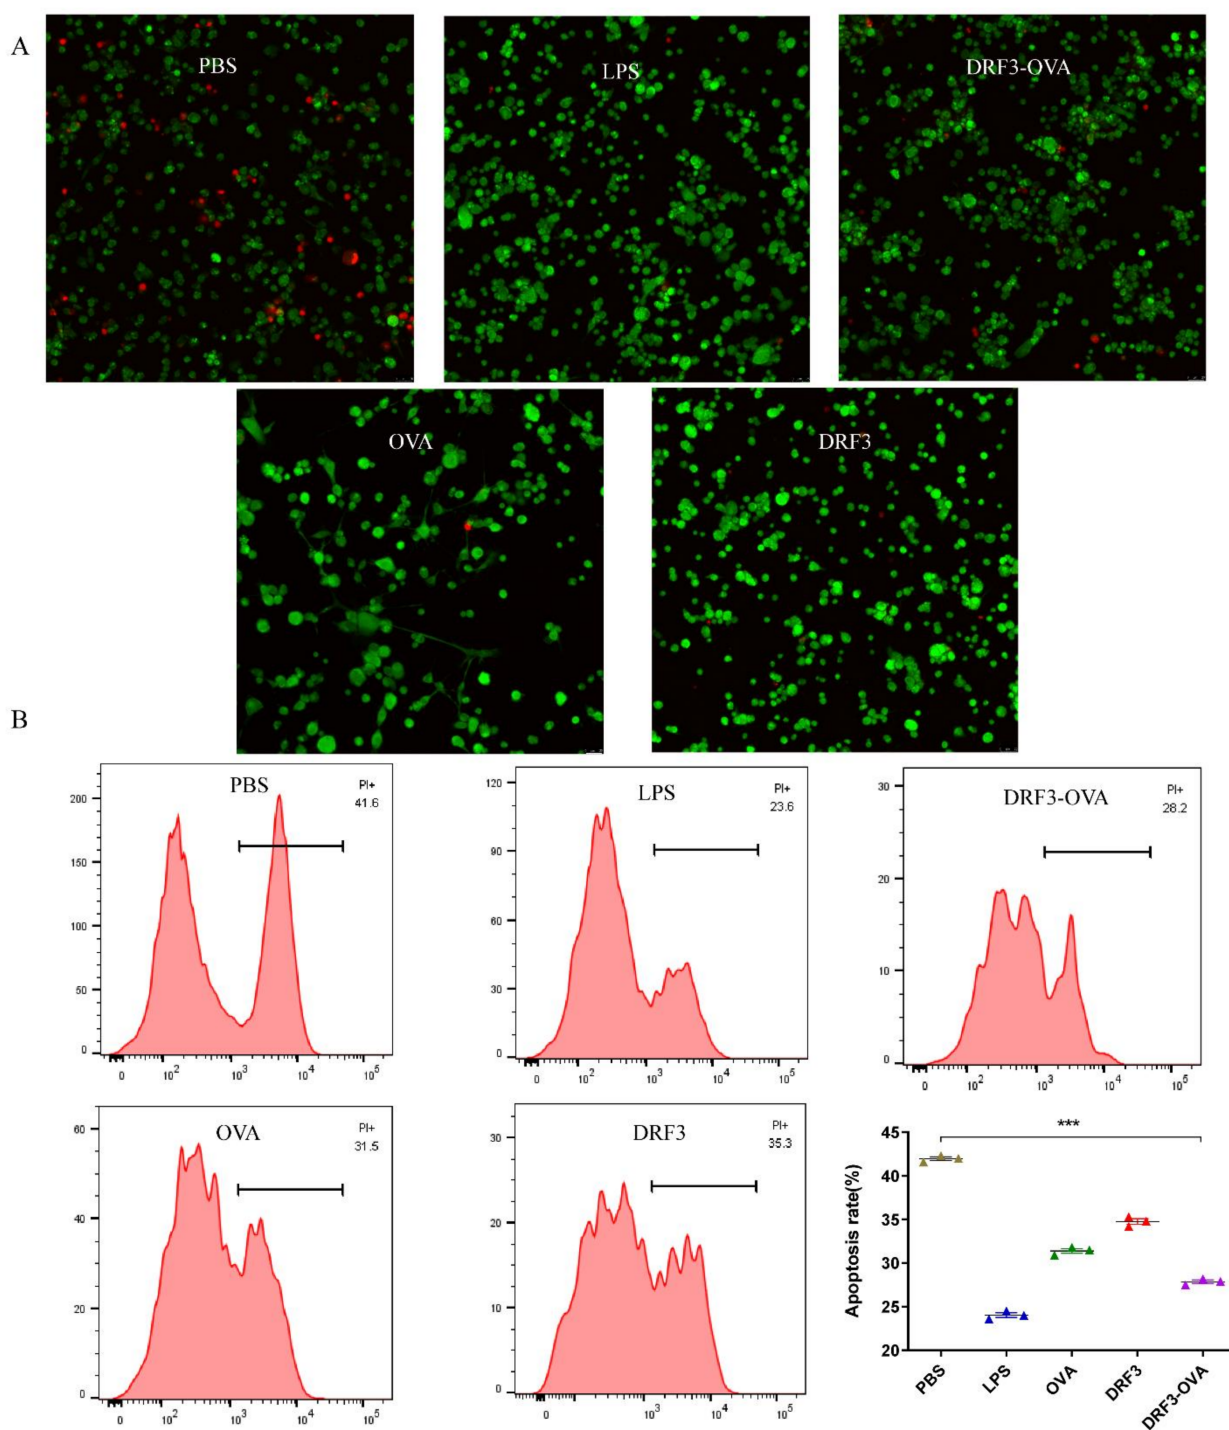 A
PBS
LPS
DRF3-OVA
OVA
DRF3
B
PBS
PI+
41.6
200
150
100
50
0
0 10² 10³ 10⁴ 10⁵
LPS
PI+
23.6
120
90
60
30
0
0 10² 10³ 10⁴ 10⁵
DRF3-OVA
PI+
28.2
30
20
10
0
0 10² 10³ 10⁴ 10⁵
OVA
PI+
31.5
60
40
20
0
0 10² 10³ 10⁴ 10⁵
DRF3
PI+
35.3
30
20
10
0
0 10³ 10⁴ 10⁵
***
Apoptosis rate(%)
45
40
35
30
25
20
PBS
LPS
OVA
DRF3
DRF3-OVA